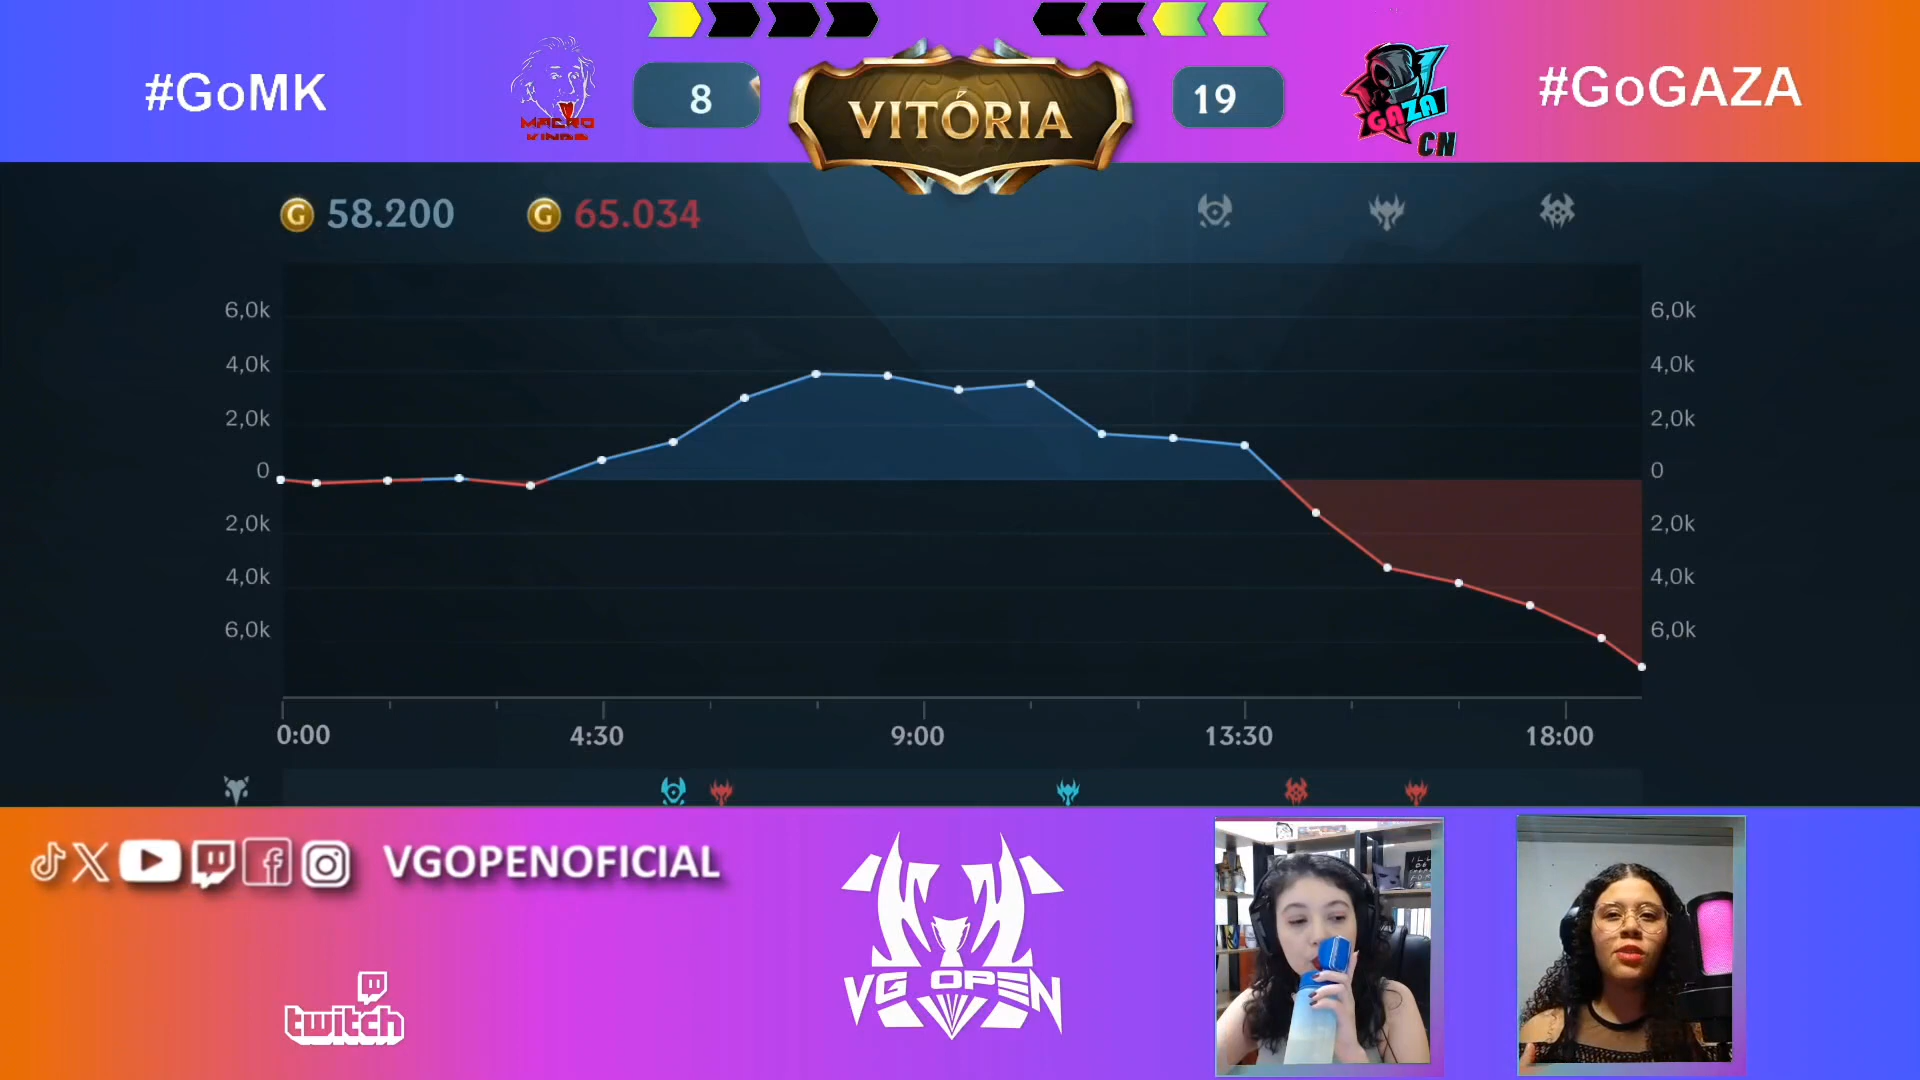 #GoMK
MACRO
KINGS
8
VITÓRIA
19
GAZA
CN
#GoGAZA
G 58.200
G 65.034
6,0k
6,0k
4,0k
4,0k
2,0k
2,0k
0
0
2,0k
2,0k
4,0k
4,0k
6,0k
6,0k
0:00
4:30
9:00
13:30
18:00
VGOPENOFICIAL
VG OPEN
twitch